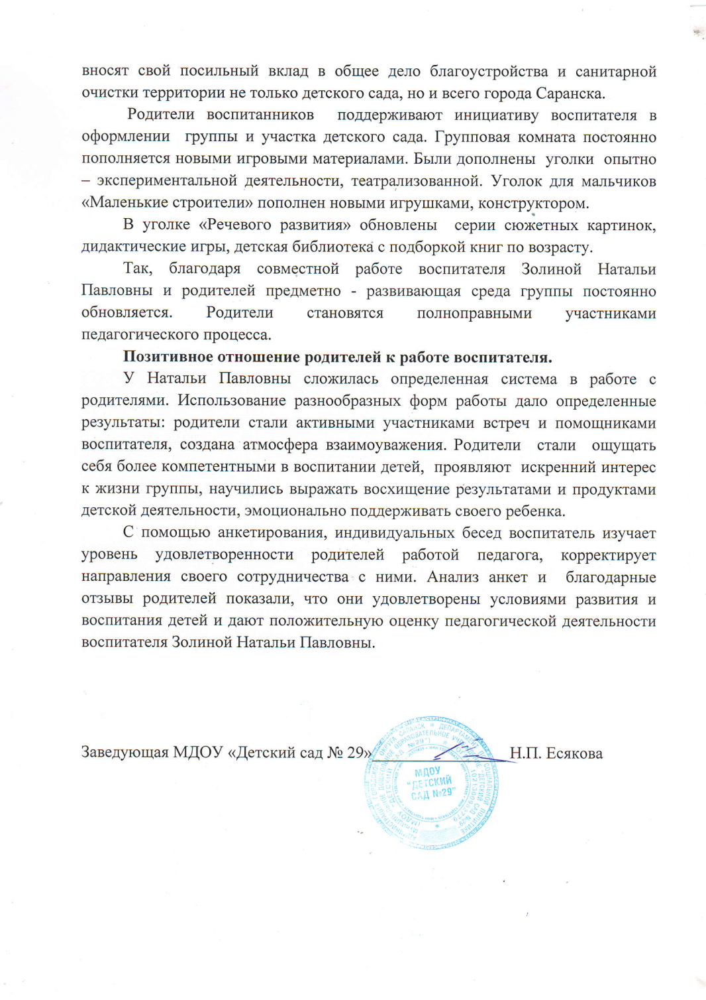 вносят свой посильный вклад в общее дело благоустройства и санитарной
очистки территории не только детского сада, но и всего города Саранска.
Родители воспитанников поддерживают инициативу воспитателя в
оформлении группы и участка детского сада. Групповая комната постоянно
пополняется новыми игровыми материалами. Были дополнены уголки опытно
– экспериментальной деятельности, театрализованной. Уголок для мальчиков
«Маленькие строители» пополнен новыми игрушками, конструктором.
В уголке «Речевого развития» обновлены серии сюжетных картинок,
дидактические игры, детская библиотека с подборкой книг по возрасту.
Так, благодаря совместной работе воспитателя Золиной Натальи
Павловны и родителей предметно - развивающая среда группы постоянно
обновляется. Родители становятся полноправными участниками
педагогического процесса.
Позитивное отношение родителей к работе воспитателя.
У Натальи Павловны сложилась определенная система в работе с
родителями. Использование разнообразных форм работы дало определенные
результаты: родители стали активными участниками встреч и помощниками
воспитателя, создана атмосфера взаимоуважения. Родители стали ощущать
себя более компетентными в воспитании детей, проявляют искренний интерес
к жизни группы, научились выражать восхищение результатами и продуктами
детской деятельности, эмоционально поддерживать своего ребенка.
С помощью анкетирования, индивидуальных бесед воспитатель изучает
уровень удовлетворенности родителей работой педагога, корректирует
направления своего сотрудничества с ними. Анализ анкет и благодарные
отзывы родителей показали, что они удовлетворены условиями развития и
воспитания детей и дают положительную оценку педагогической деятельности
воспитателя Золиной Натальи Павловны.
Заведующая МДОУ «Детский сад № 29» Н.П. Есякова
МДОУ
"ДЕТСКИЙ
САД №29"